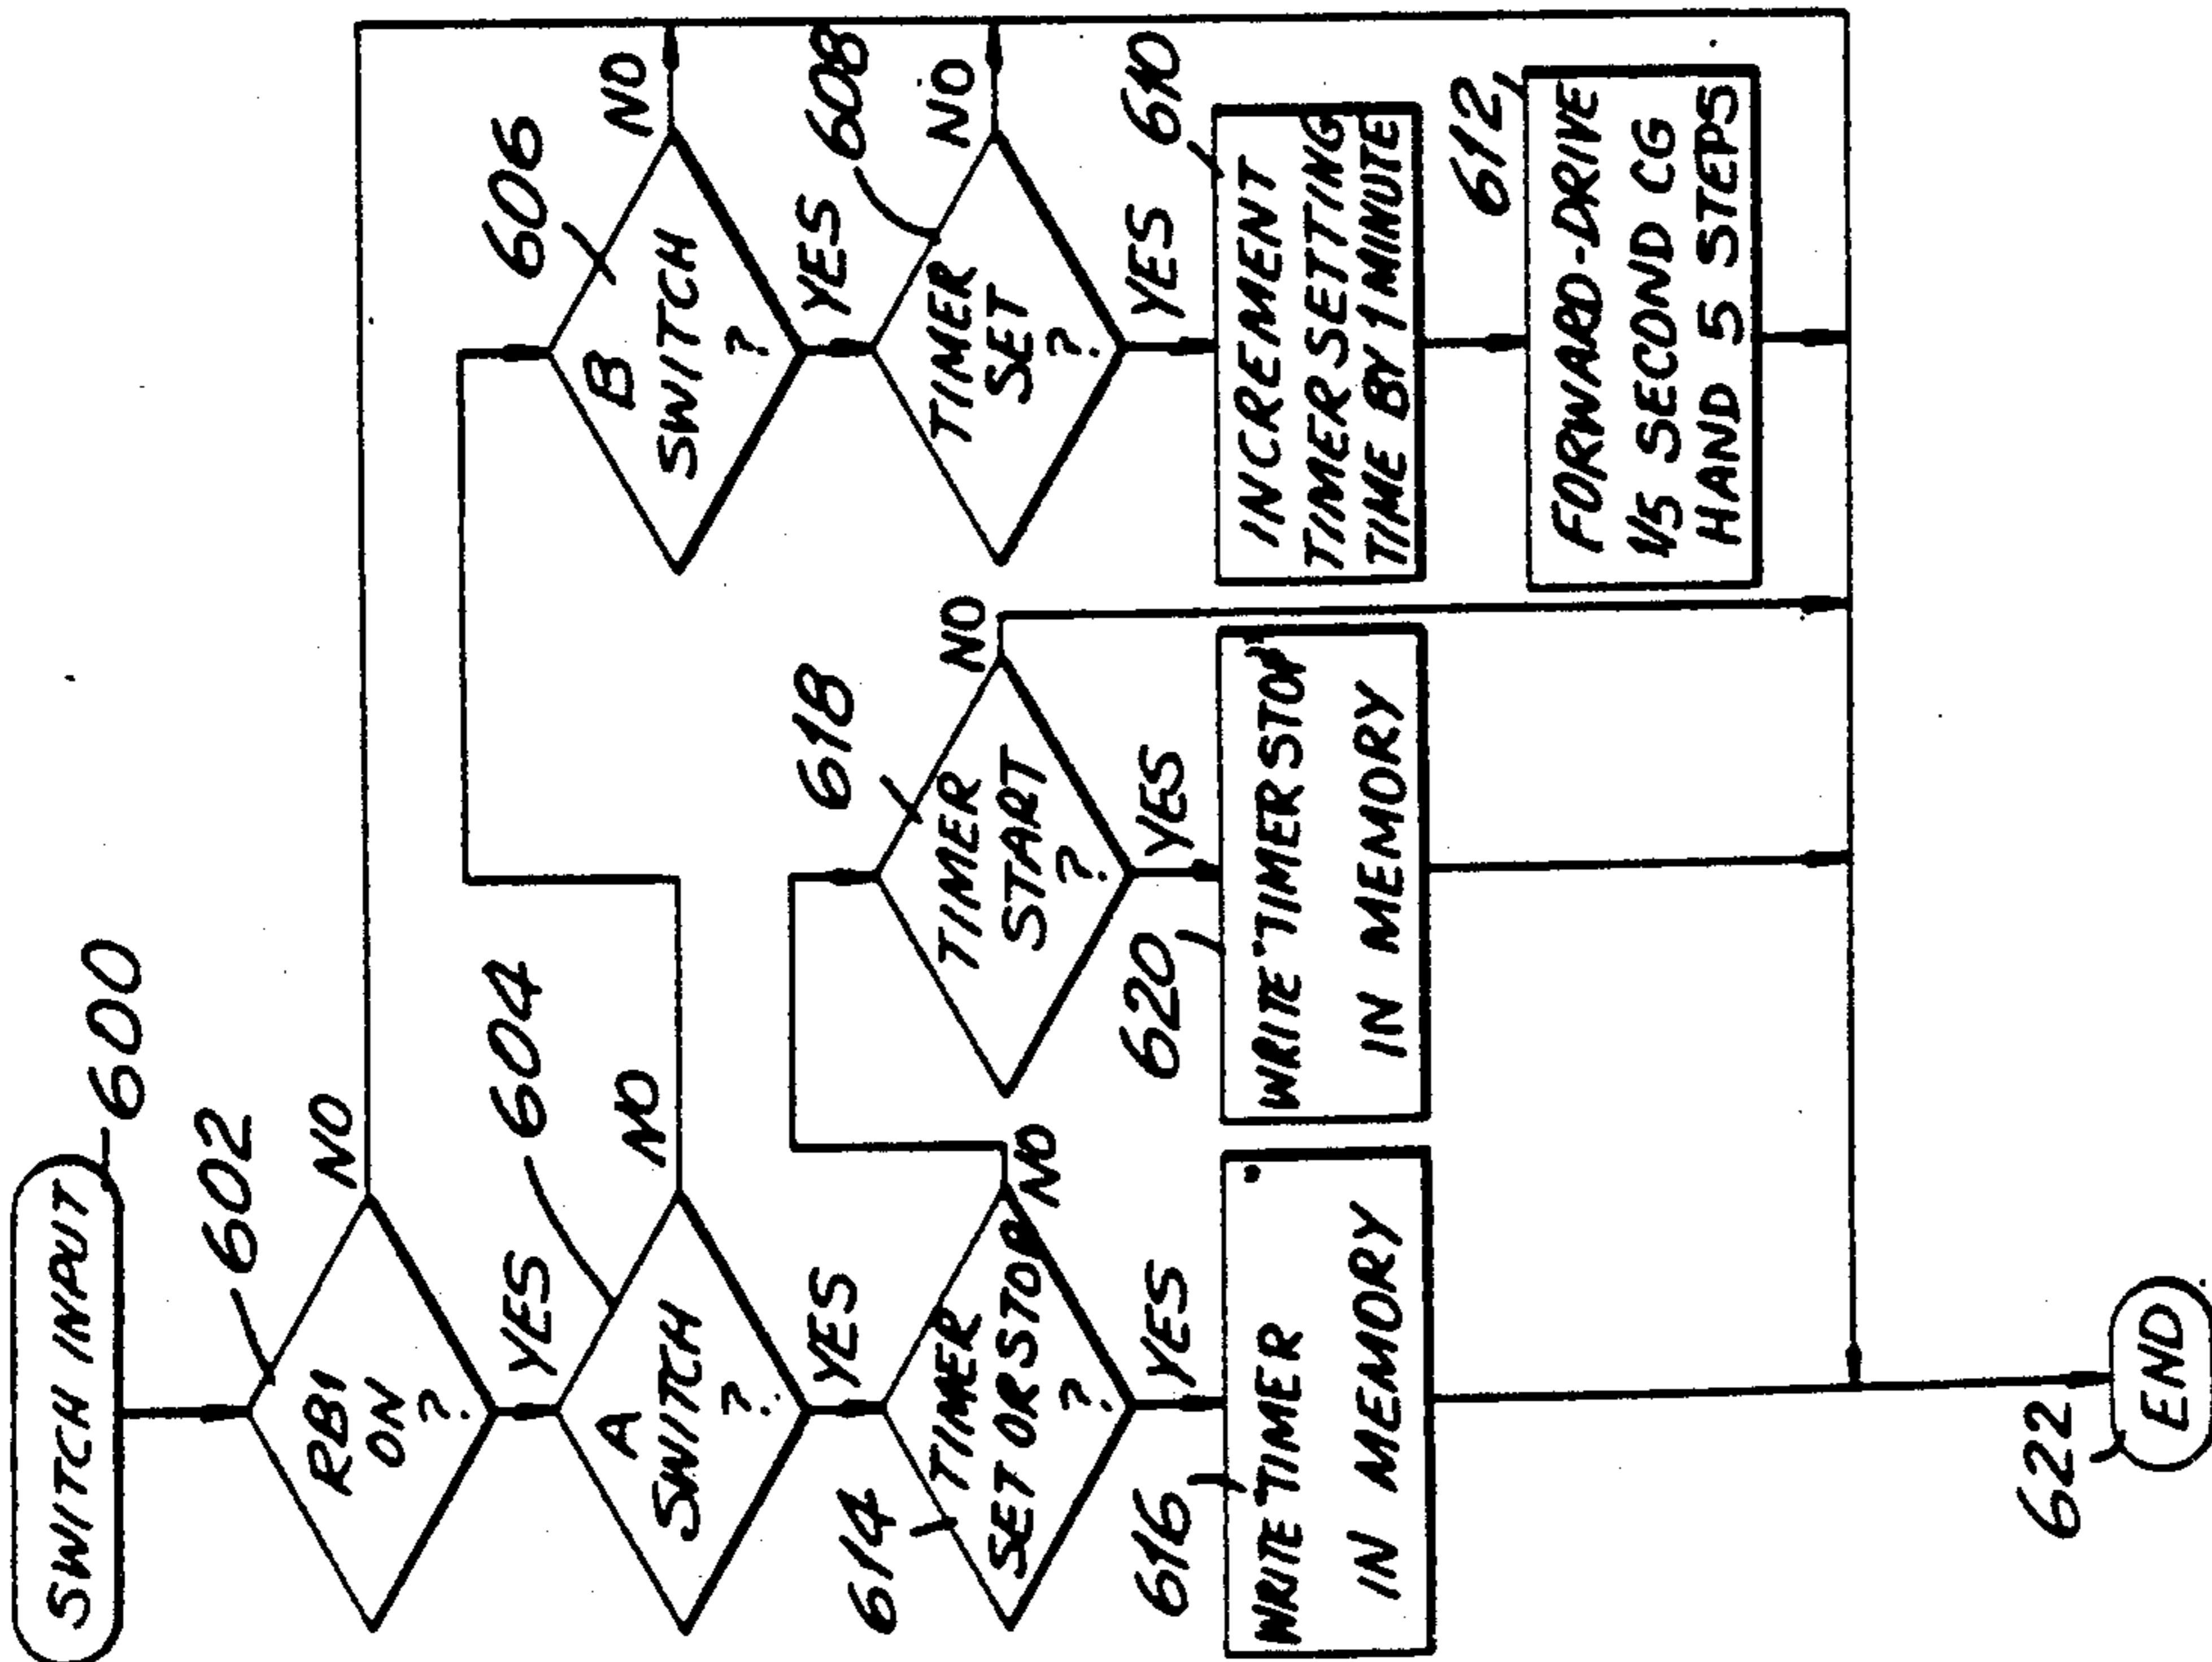 SWITCH INPUT
600
602
RB1
ON
?
NO
YES
604
A
SWITCH
?
NO
YES
614
TIMER
SET OR STOP
?
NO
YES
616
WRITE "TIMER
IN MEMORY
618
TIMER
START
?
NO
YES
620
WRITE "TIMER STOP"
IN MEMORY
606
B
SWITCH
?
NO
YES
608
TIMER
SET
?
NO
YES
610
INCREMENT
TIMER SETTING
TIME BY 1 MINUTE
612
FORWARD-DRIVE
1/5 SECOND CG
HAND 5 STEPS
622
END